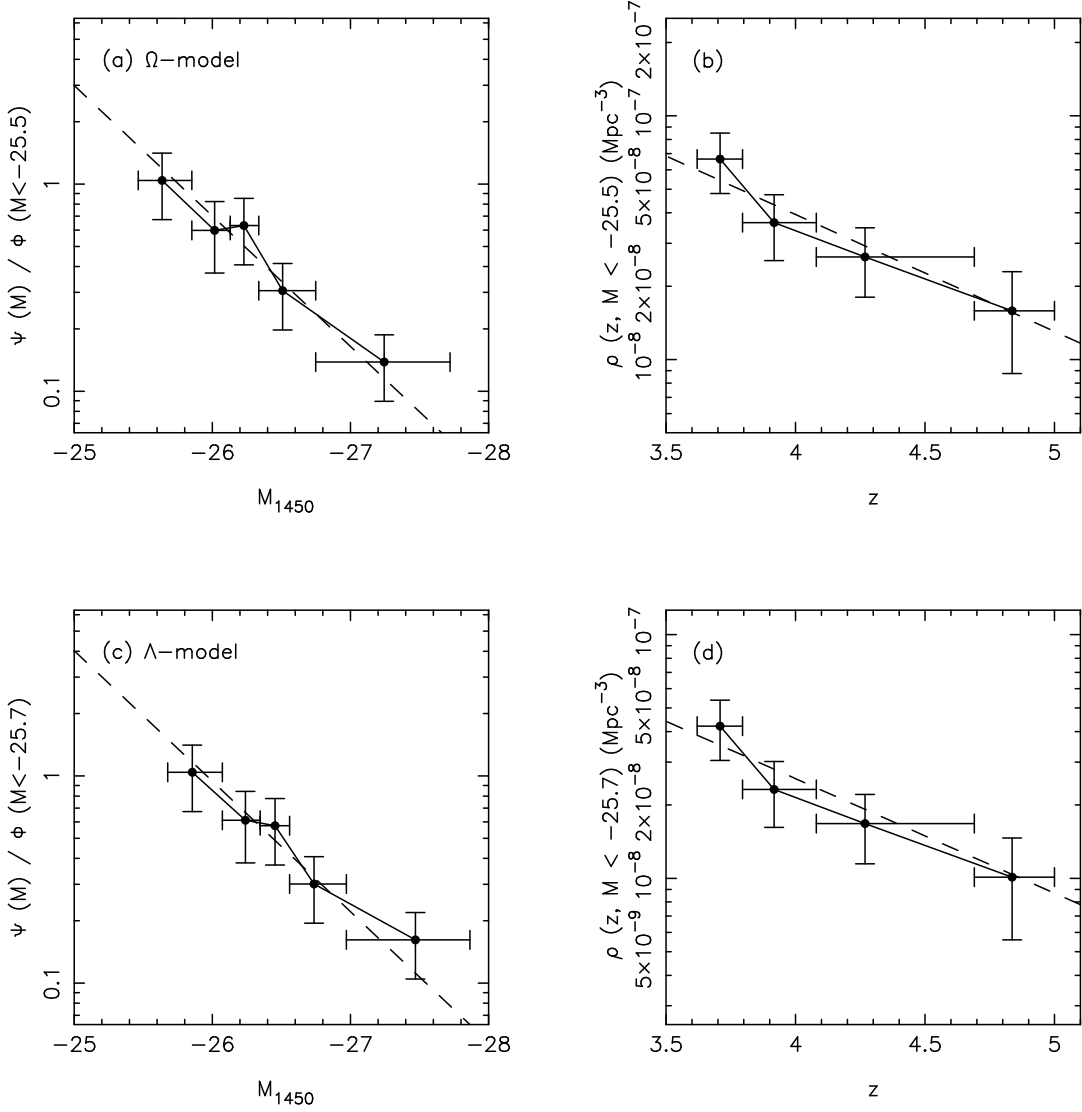 (a) Ω−model
Ψ (M) / Φ (M<−25.5)
1
0.1
−25 −26 −27 −28
M1450
(b)
ρ (z, M < −25.5) (Mpc−3)
2×10−7
10−7
5×10−8
2×10−8
10−8
3.5 4 4.5 5
z
(c) Λ−model
Ψ (M) / Φ (M<−25.7)
1
0.1
−25 −26 −27 −28
M1450
(d)
ρ (z, M < −25.7) (Mpc−3)
10−7
5×10−8
2×10−8
10−8
5×10−9
3.5 4 4.5 5
z